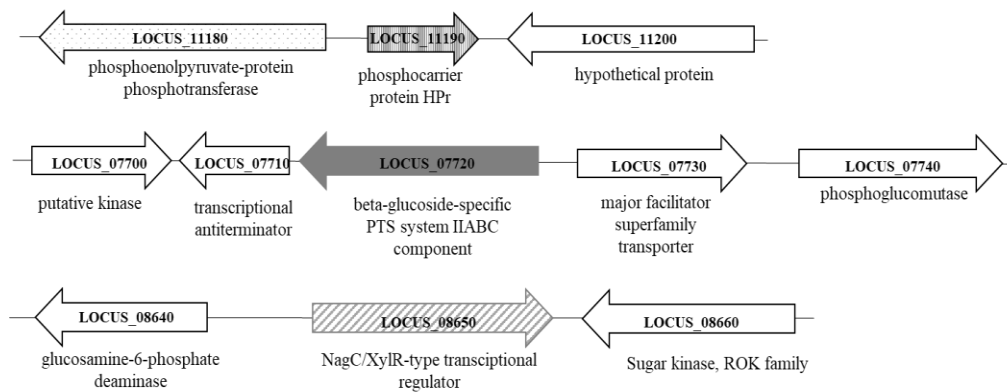 LOCUS_11180 LOCUS_11190 LOCUS_11200
phosphoenolpyruvate-protein
phosphotransferase
phosphocarrier
protein HPr
hypothetical protein
LOCUS_07700 LOCUS_07710 LOCUS_07720 LOCUS_07730 LOCUS_07740
putative kinase
transcriptional
antiterminator
beta-glucoside-specific
PTS system IIABC
component
major facilitator
superfamily
transporter
phosphoglucomutase
LOCUS_08640 LOCUS_08650 LOCUS_08660
glucosamine-6-phosphate
deaminase
NagC/XylR-type transciptional
regulator
Sugar kinase, ROK family